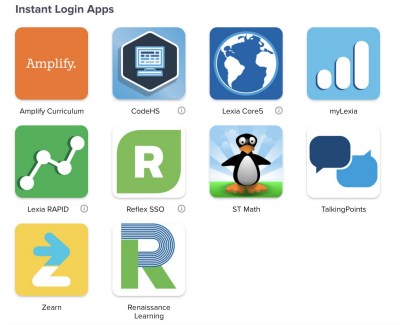 Instant Login Apps
Amplify.
Amplify Curriculum
CodeHS
Lexia Core5
myLexia
R
Lexia RAPID
Reflex SSO
ST Math
TalkingPoints
Zearn
Renaissance
Learning